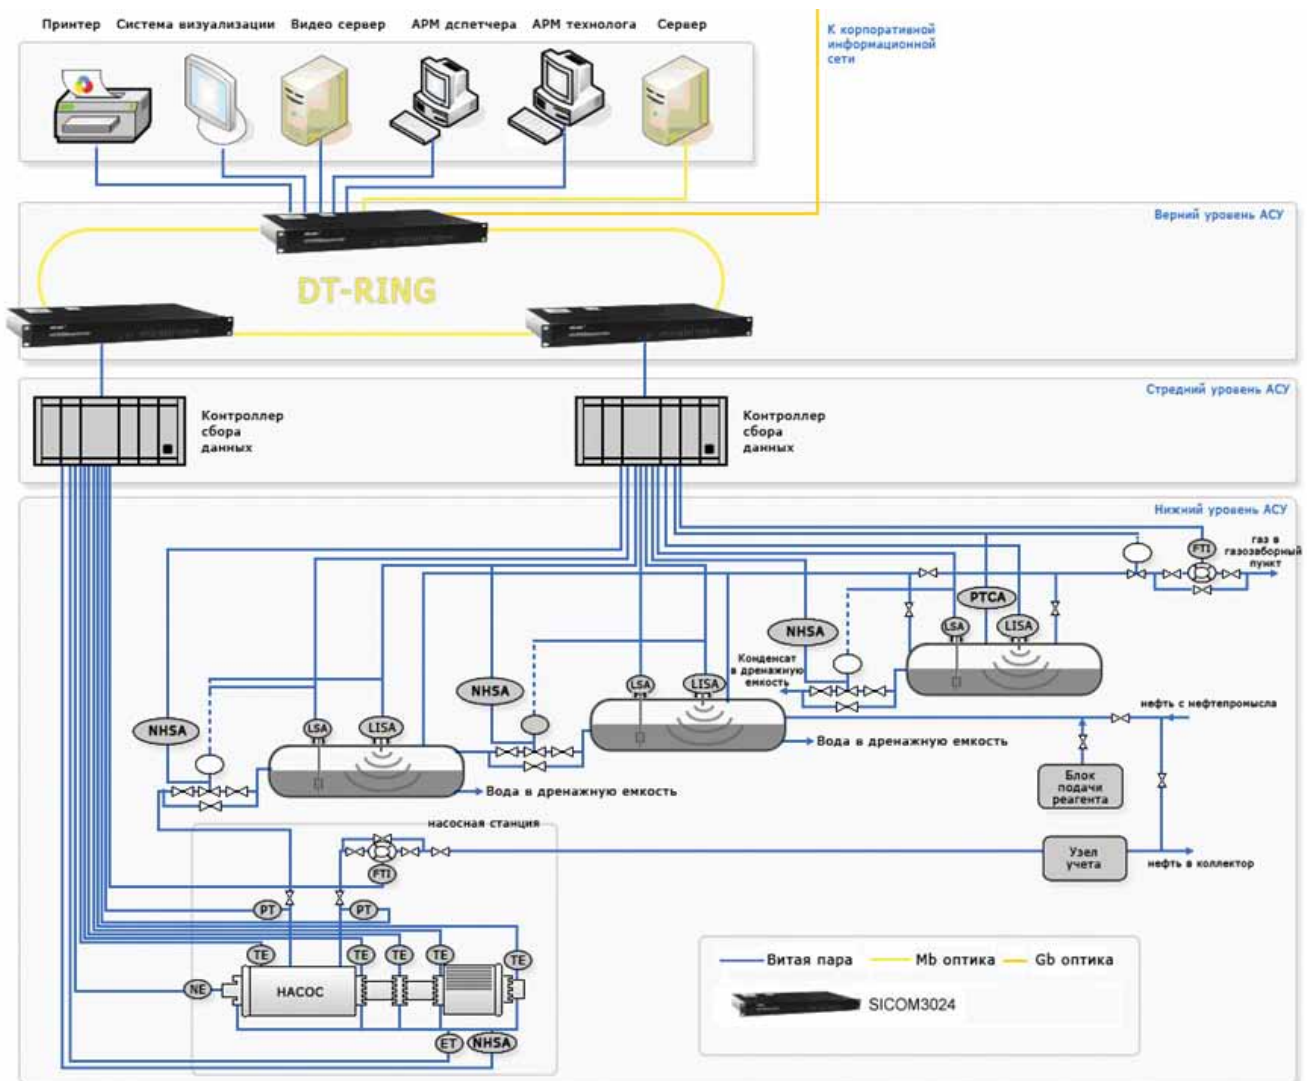 Принтер
Система визуализации
Видео сервер
АРМ дспетчера
АРМ технолога
Сервер
К корпоративной
информационной
сети
Верний уровень АСУ
DT-RING
Стредний уровень АСУ
Контроллер
сбора
данных
Контроллер
сбора
данных
Нижний уровень АСУ
FTI
газ в
газозаборный
пункт
PTCA
LSA
LISA
NHSA
Конденсат
в дренажную
емкость
NHSA
LSA
LISA
нефть с нефтепромысла
NHSA
LSA
LISA
Вода в дренажную емкость
Вода в дренажную емкость
Блок
подачи
реагента
насосная станция
Узел
учета
нефть в коллектор
FTI
PT
PT
TE
TE
TE
TE
TE
NE
НАСОС
ET
NHSA
Витая пара
Mb оптика
Gb оптика
SICOM3024